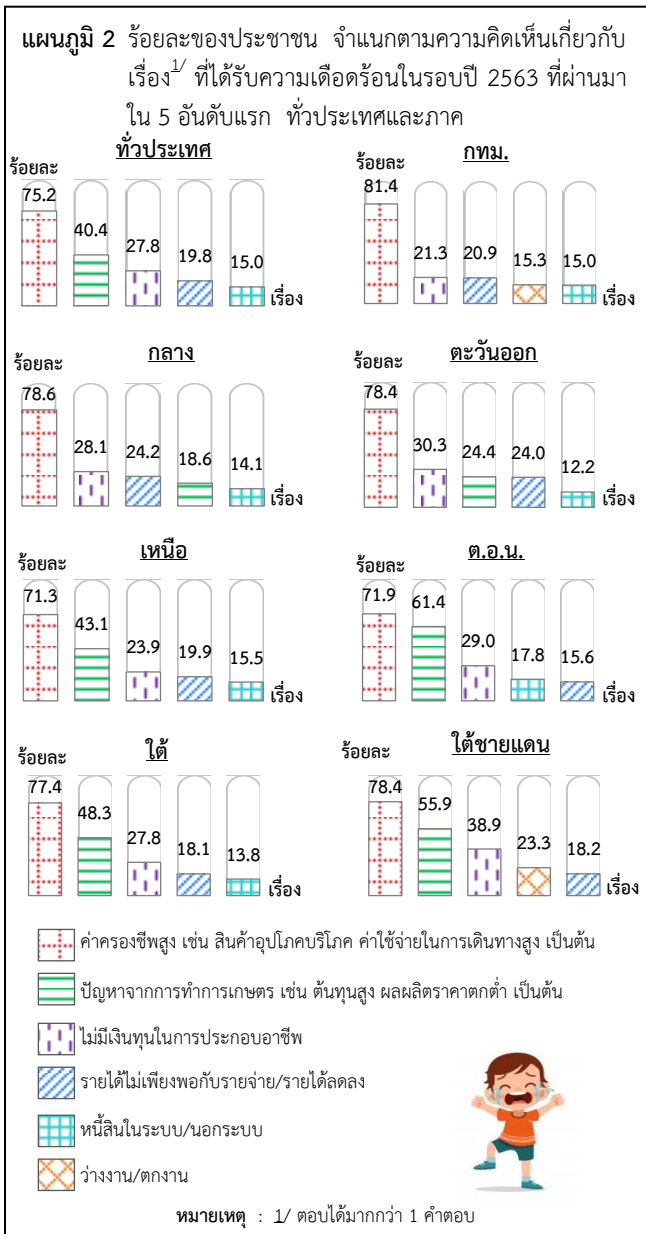 แผนภูมิ 2 ร้อยละของประชาชน จำแนกตามความคิดเห็นเกี่ยวกับ
เรื่อง1/ ที่ได้รับความเดือดร้อนในรอบปี 2563 ที่ผ่านมา
ใน 5 อันดับแรก ทั่วประเทศและภาค
ทั่วประเทศ
ร้อยละ
75.2 40.4 27.8 19.8 15.0
เรื่อง
กทม.
ร้อยละ
81.4 21.3 20.9 15.3 15.0
เรื่อง
กลาง
ร้อยละ
78.6 28.1 24.2 18.6 14.1
เรื่อง
ตะวันออก
ร้อยละ
78.4 30.3 24.4 24.0 12.2
เรื่อง
เหนือ
ร้อยละ
71.3 43.1 23.9 19.9 15.5
เรื่อง
ต.อ.น.
ร้อยละ
71.9 61.4 29.0 17.8 15.6
เรื่อง
ใต้
ร้อยละ
77.4 48.3 27.8 18.1 13.8
เรื่อง
ใต้ชายแดน
ร้อยละ
78.4 55.9 38.9 23.3 18.2
เรื่อง
ค่าครองชีพสูง เช่น สินค้าอุปโภคบริโภค ค่าใช้จ่ายในการเดินทางสูง เป็นต้น
ปัญหาจากการทำการเกษตร เช่น ต้นทุนสูง ผลผลิตราคาตกต่ำ เป็นต้น
ไม่มีเงินทุนในการประกอบอาชีพ
รายได้ไม่เพียงพอกับรายจ่าย/รายได้ลดลง
หนี้สินในระบบ/นอกระบบ
ว่างงาน/ตกงาน
หมายเหตุ : 1/ ตอบได้มากกว่า 1 คำตอบ